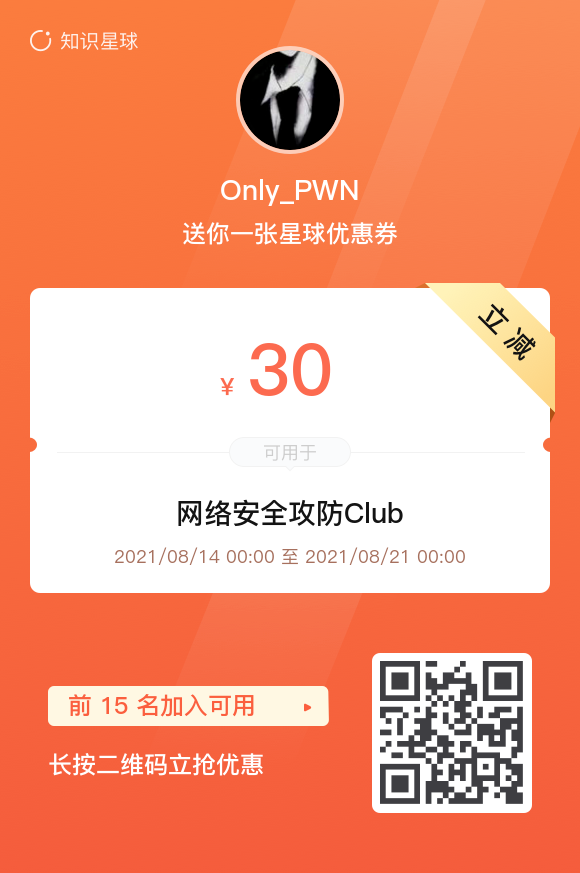 知识星球
Only_PWN
送你一张星球优惠券
立减
¥ 30
可用于
网络安全攻防Club
2021/08/14 00:00 至 2021/08/21 00:00
前 15 名加入可用
长按二维码立抢优惠